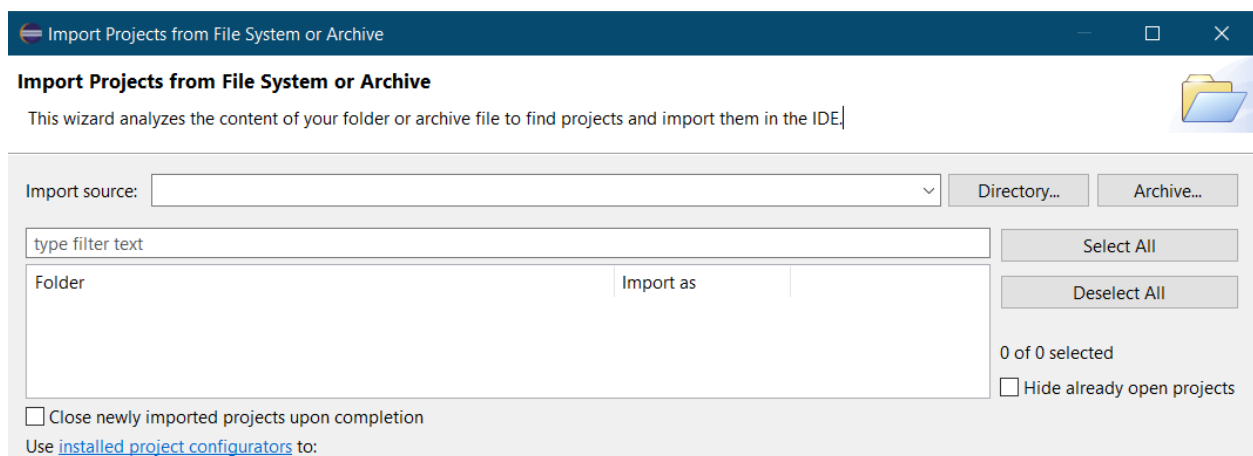 Import Projects from File System or Archive
Import Projects from File System or Archive
This wizard analyzes the content of your folder or archive file to find projects and import them in the IDE.
Import source: Directory... Archive...
type filter text Select All
Folder Import as
Deselect All
0 of 0 selected
Hide already open projects
Close newly imported projects upon completion
Use installed project configurators to: